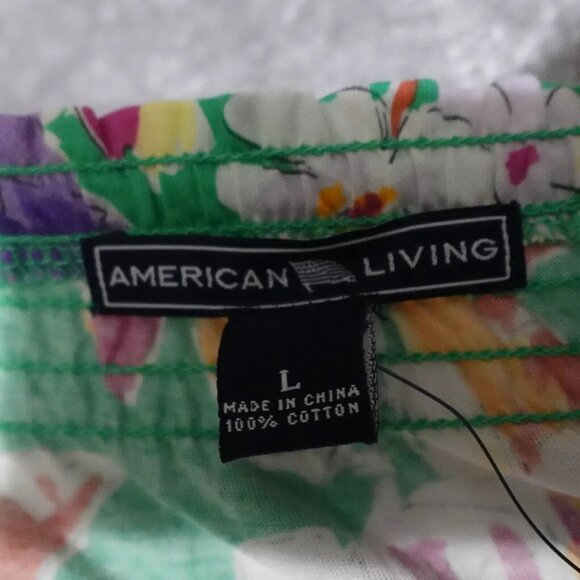 AMERICAN LIVING
L
MADE IN CHINA
100% COTTON